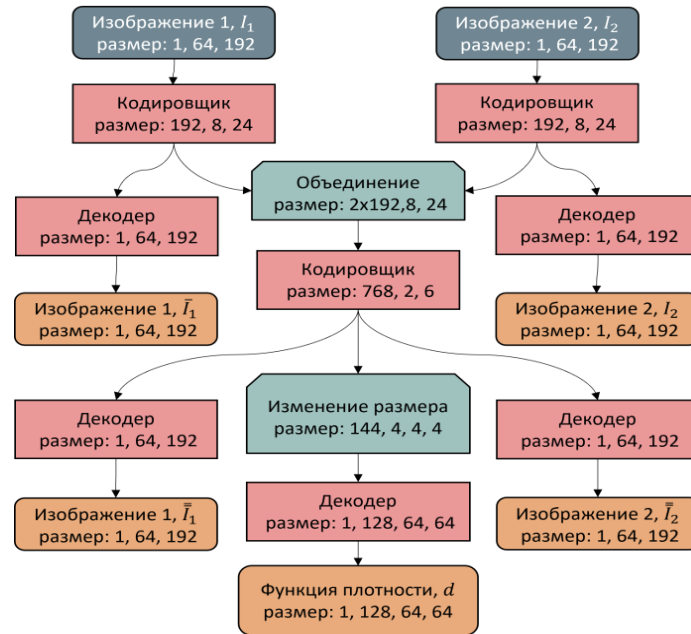 Изображение 1, I₁
размер: 1, 64, 192
Изображение 2, I₂
размер: 1, 64, 192
Кодировщик
размер: 192, 8, 24
Кодировщик
размер: 192, 8, 24
Объединение
размер: 2x192,8, 24
Декодер
размер: 1, 64, 192
Декодер
размер: 1, 64, 192
Кодировщик
размер: 768, 2, 6
Изображение 1, Ī₁
размер: 1, 64, 192
Изображение 2, I₂
размер: 1, 64, 192
Декодер
размер: 1, 64, 192
Изменение размера
размер: 144, 4, 4, 4
Декодер
размер: 1, 64, 192
Изображение 1, I̿₁
размер: 1, 64, 192
Декодер
размер: 1, 128, 64, 64
Изображение 2, I̿₂
размер: 1, 64, 192
Функция плотности, d
размер: 1, 128, 64, 64